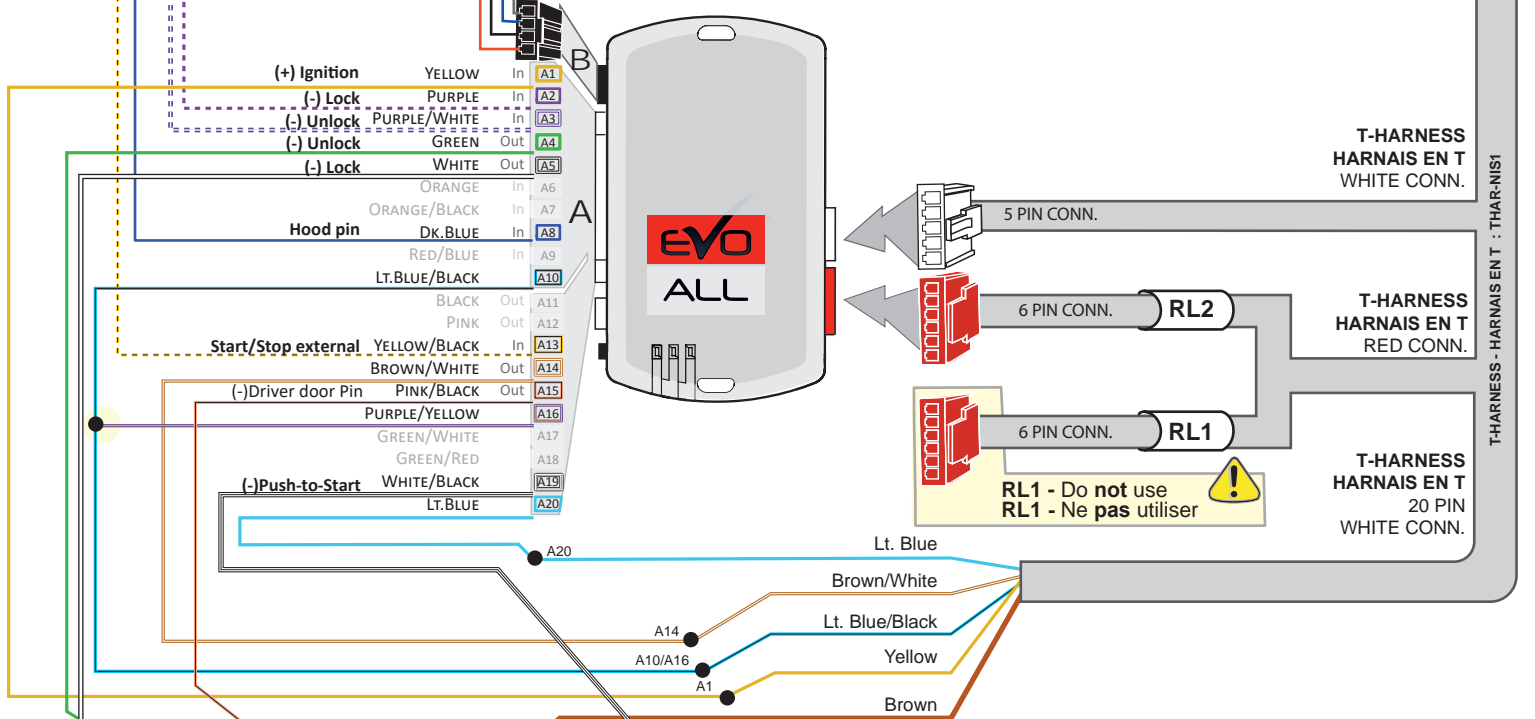 B
(+) Ignition YELLOW In A1
(-) Lock PURPLE In A2
(-) Unlock PURPLE/WHITE In A3
(-) Unlock GREEN Out A4
(-) Lock WHITE Out A5
ORANGE In A6
ORANGE/BLACK In A7
Hood pin DK.BLUE In A8
RED/BLUE In A9
LT.BLUE/BLACK A10
BLACK Out A11
PINK Out A12
Start/Stop external YELLOW/BLACK In A13
BROWN/WHITE Out A14
(-)Driver door Pin PINK/BLACK Out A15
PURPLE/YELLOW A16
GREEN/WHITE A17
GREEN/RED A18
(-)Push-to-Start WHITE/BLACK A19
LT.BLUE A20
A
EVO
ALL
5 PIN CONN.
6 PIN CONN. RL2
6 PIN CONN. RL1
RL1 - Do not use
RL1 - Ne pas utiliser
!
T-HARNESS
HARNAIS EN T
WHITE CONN.
T-HARNESS
HARNAIS EN T
RED CONN.
T-HARNESS
HARNAIS EN T
20 PIN
WHITE CONN.
T-HARNESS - HARNAIS EN T : THAR-NIS1
A20 Lt. Blue
Brown/White
A14 Lt. Blue/Black
A10/A16 Yellow
A1
Brown